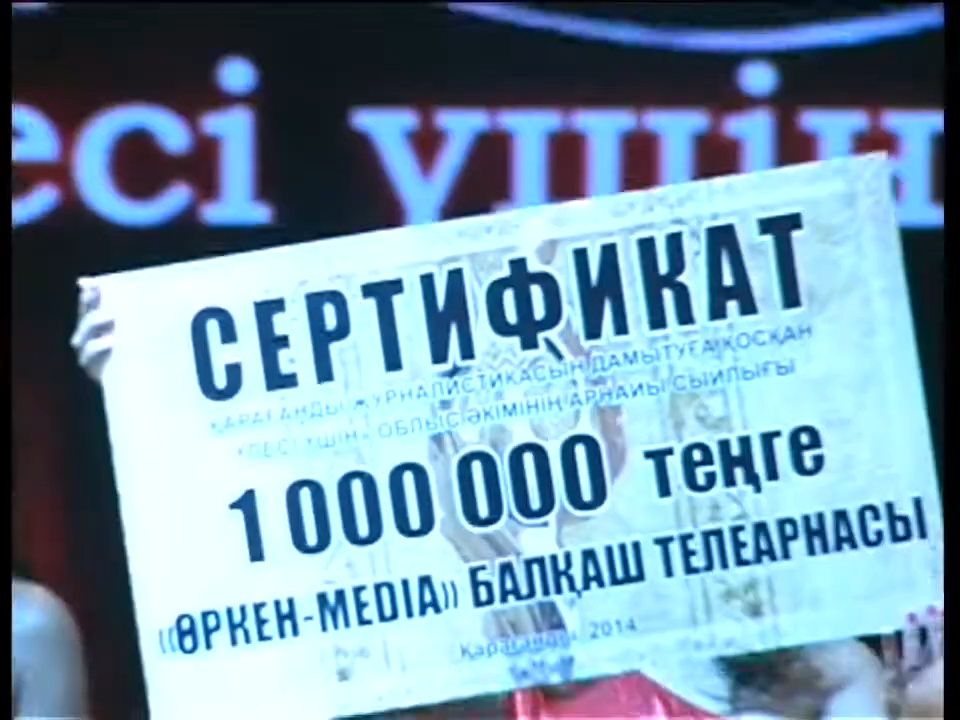 есі үшін
СЕРТИФИКАТ
ҚАРАҒАНДЫ ЖУРНАЛИСТИКАСЫН ДАМЫТУҒА ҚОСҚАН
ҮЛЕСІ ҮШІН - ОБЛЫС ӘКІМІНІҢ АРНАЙЫ СЫЙЛЫҒЫ
1 000 000 теңге
«ӨРКЕН-MEDIA» БАЛҚАШ ТЕЛЕАРНАСЫ
Қарағанды, 2014